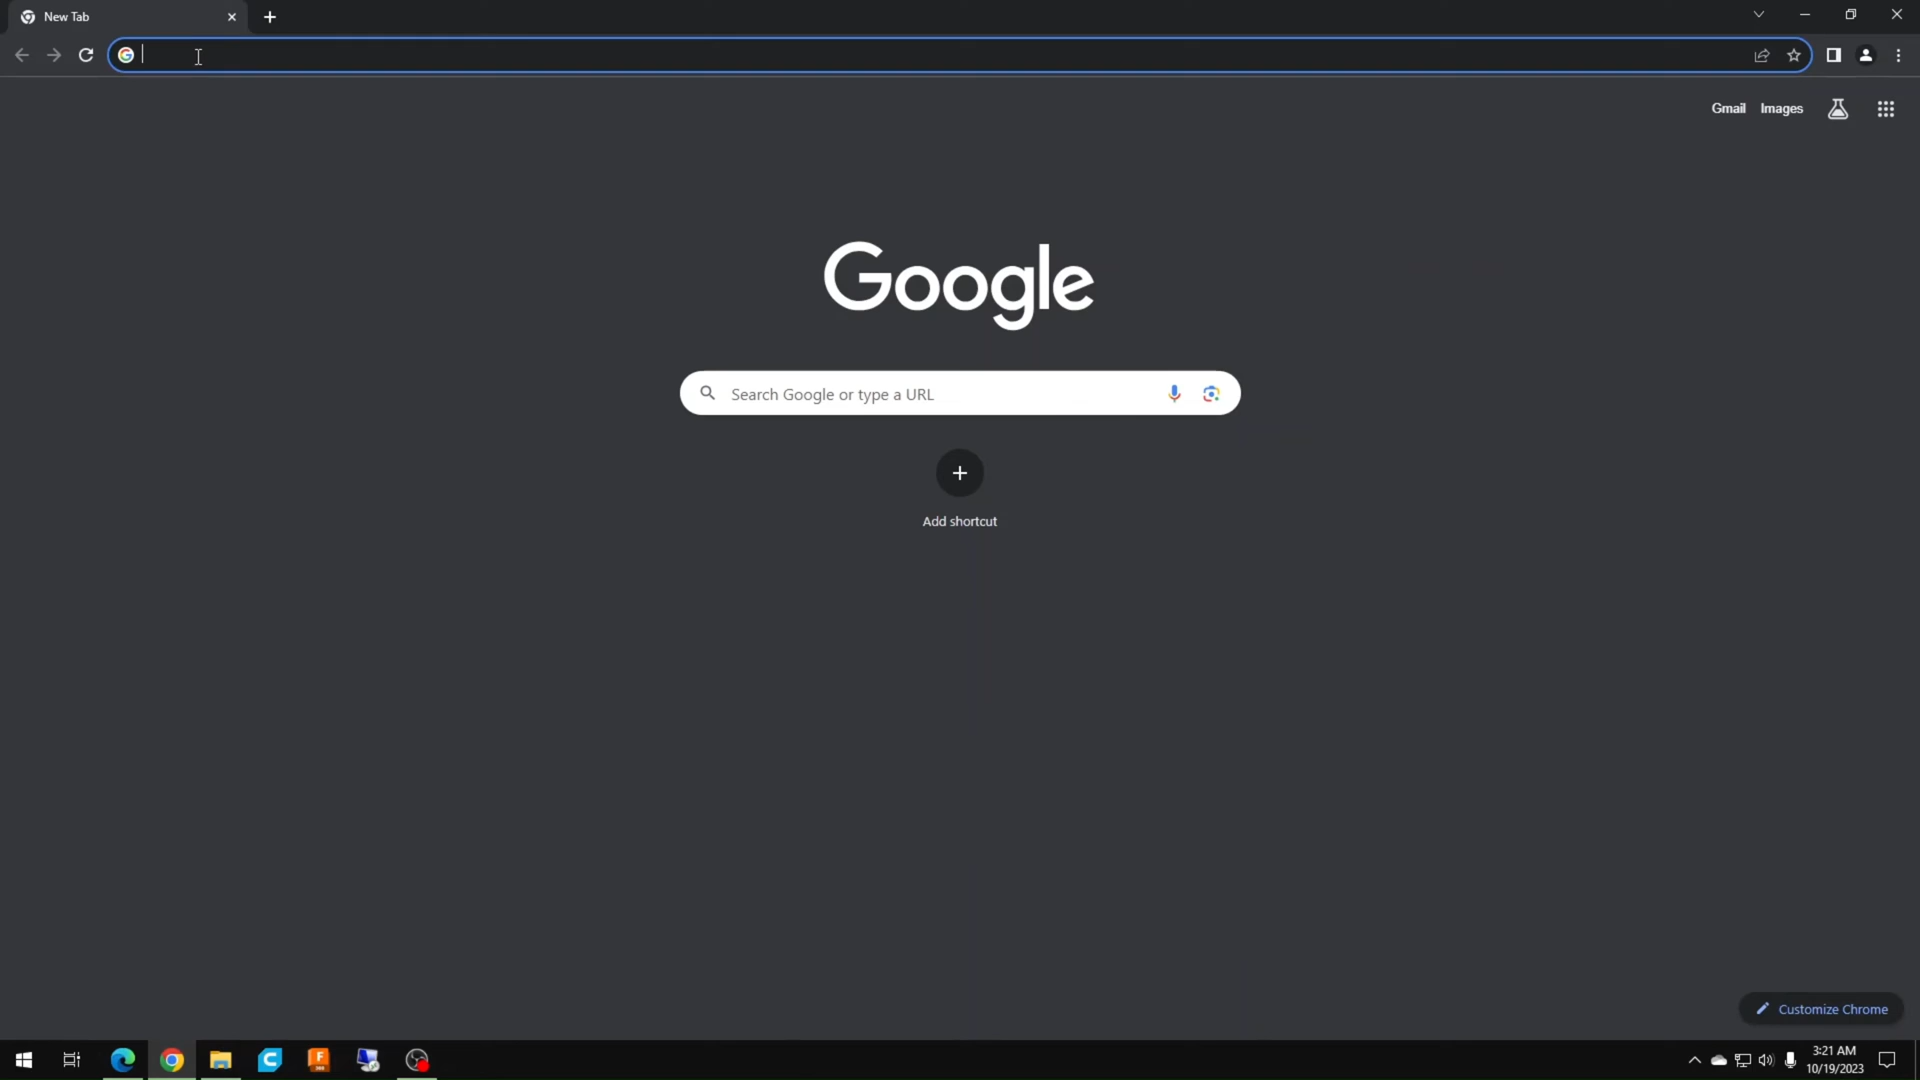 New Tab
Gmail Images
Google
Search Google or type a URL
Add shortcut
Customize Chrome
3:21 AM
10/19/2023